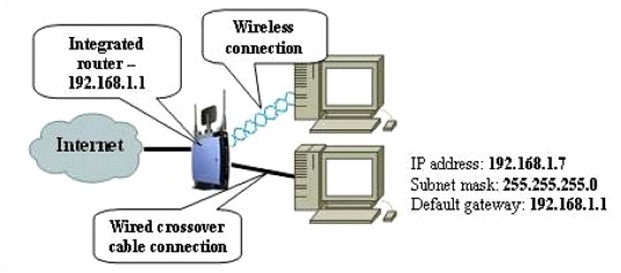 Integrated
router –
192.168.1.1
Wireless
connection
Internet
Wired crossover
cable connection
IP address: 192.168.1.7
Subnet mask: 255.255.255.0
Default gateway: 192.168.1.1